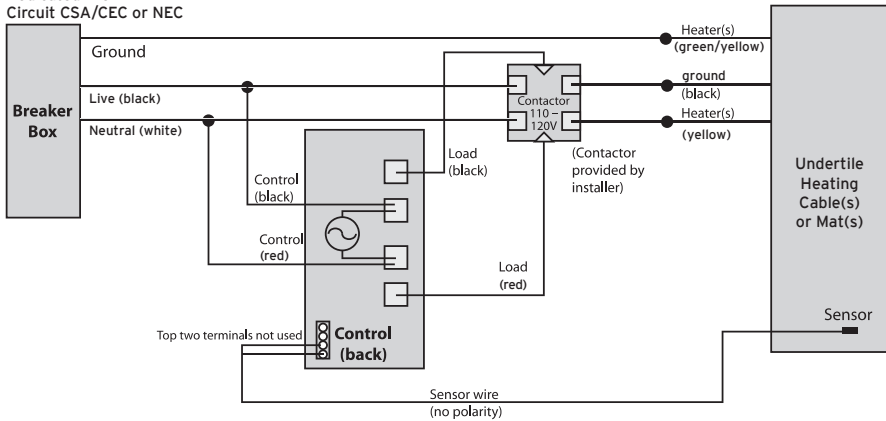 Circuit CSA/CEC or NEC
Ground
Breaker
Box
Live (black)
Neutral (white)
Heater(s)
(green/yellow)
ground
(black)
Heater(s)
(yellow)
Contactor
110 –
120V
(Contactor
provided by
installer)
Load
(black)
Control
(black)
Control
(red)
Load
(red)
Undertile
Heating
Cable(s)
or Mat(s)
Sensor
Top two terminals not used
Control
(back)
Sensor wire
(no polarity)